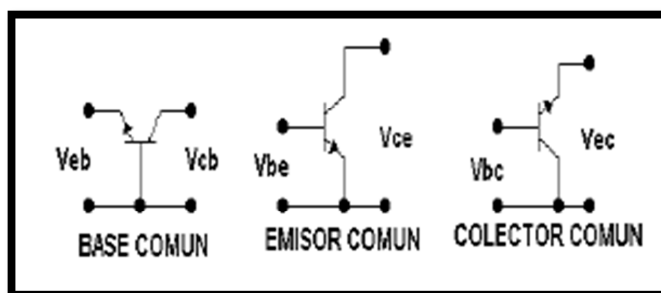 Veb
Vcb
BASE COMUN
Vbe
Vce
EMISOR COMUN
Vbc
Vec
COLECTOR COMUN